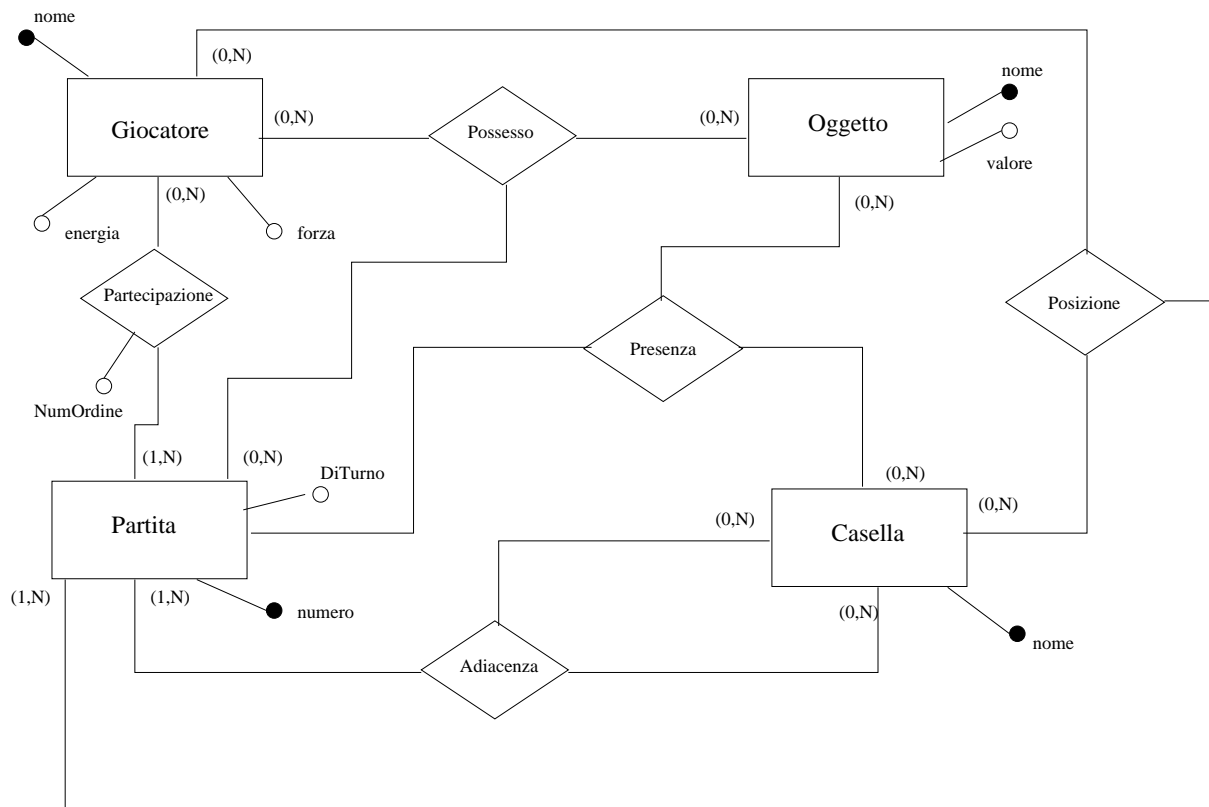 nome
(0,N)
nome
Giocatore
(0,N)
Possesso
(0,N)
Oggetto
valore
(0,N)
(0,N)
energia
forza
Partecipazione
Posizione
Presenza
NumOrdine
(1,N)
(0,N)
DiTurno
(0,N)
(0,N)
(0,N)
Partita
Casella
(1,N)
(1,N)
numero
(0,N)
nome
Adiacenza